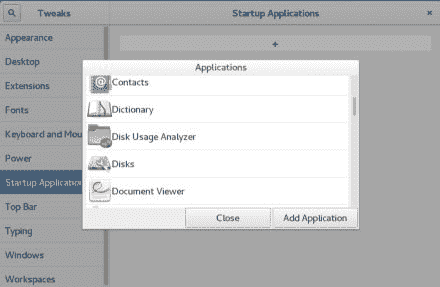 Tweaks
Startup Applications
Appearance
Desktop
Extensions
Fonts
Keyboard and Mou
Power
Startup Application
Top Bar
Typing
Windows
Workspaces
+
Applications
Contacts
Dictionary
Disk Usage Analyzer
Disks
Document Viewer
Close
Add Application